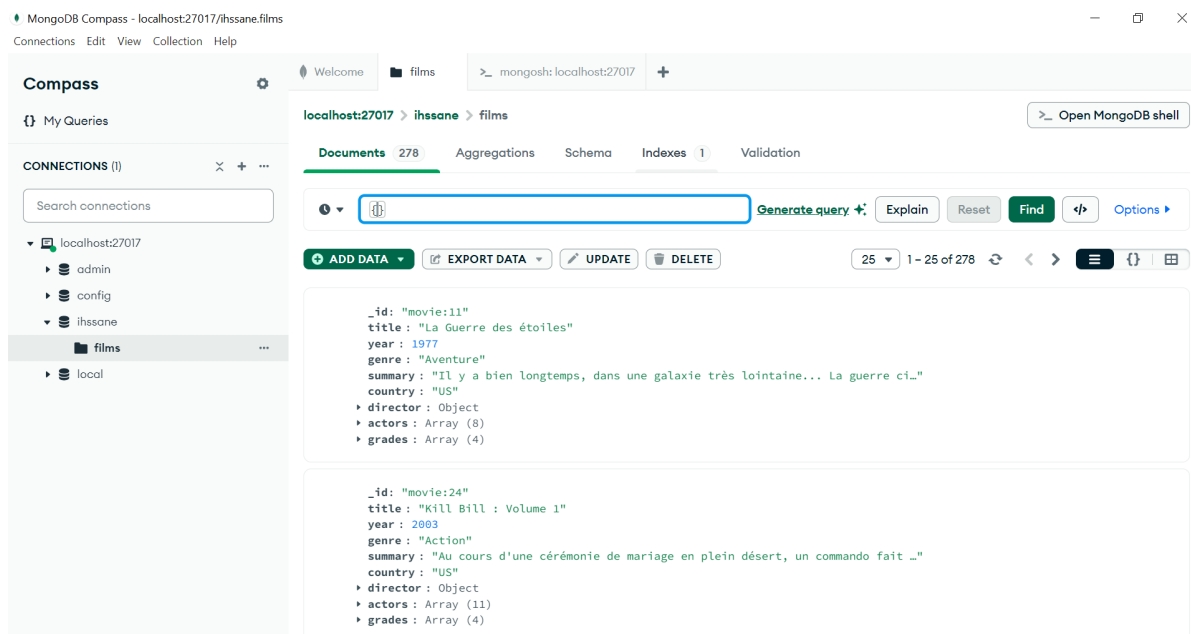 MongoDB Compass - localhost:27017/ihssane.films
Connections Edit View Collection Help
Compass
{} My Queries
CONNECTIONS (1)
Search connections
localhost:27017
admin
config
ihssane
films
local
Welcome films >_ mongosh: localhost:27017
localhost:27017 > ihssane > films
>_ Open MongoDB shell
Documents 278 Aggregations Schema Indexes 1 Validation
{} Generate query Explain Reset Find </> Options
ADD DATA EXPORT DATA UPDATE DELETE 25 1 – 25 of 278 {}
_id: "movie:11"
title : "La Guerre des étoiles"
year : 1977
genre : "Aventure"
summary : "Il y a bien longtemps, dans une galaxie très lointaine... La guerre ci…"
country : "US"
director : Object
actors : Array (8)
grades : Array (4)
_id: "movie:24"
title : "Kill Bill : Volume 1"
year : 2003
genre : "Action"
summary : "Au cours d'une cérémonie de mariage en plein désert, un commando fait …"
country : "US"
director : Object
actors : Array (11)
grades : Array (4)